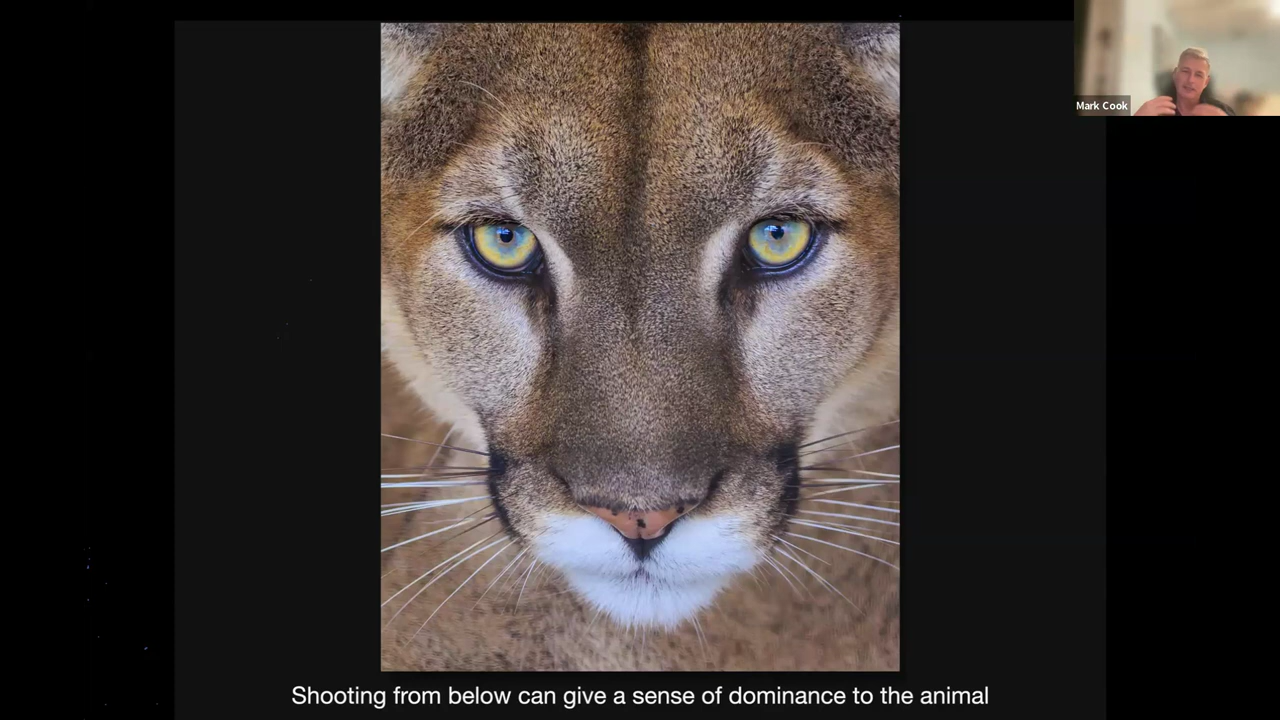 Mark Cook
Shooting from below can give a sense of dominance to the animal